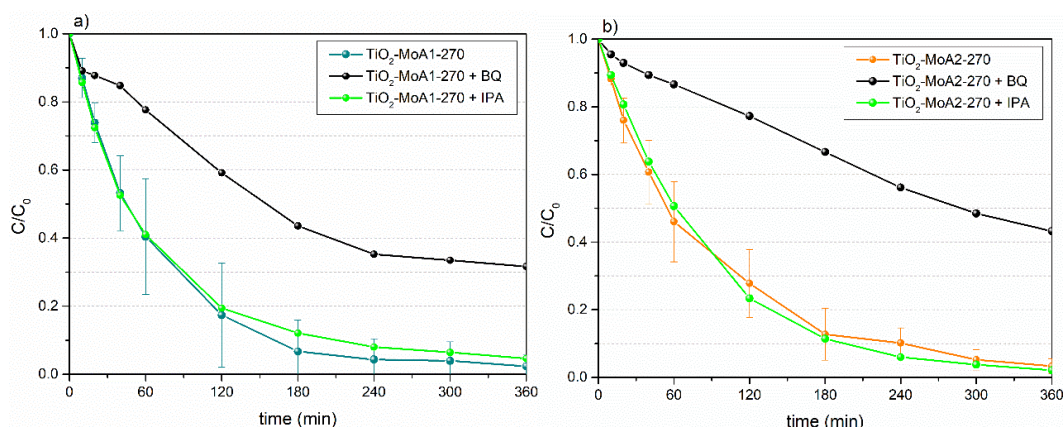 a)
TiO2-MoA1-270
TiO2-MoA1-270 + BQ
TiO2-MoA1-270 + IPA
C/C0
1.0
0.8
0.6
0.4
0.2
0.0
0 60 120 180 240 300 360
time (min)
b)
TiO2-MoA2-270
TiO2-MoA2-270 + BQ
TiO2-MoA2-270 + IPA
C/C0
1.0
0.8
0.6
0.4
0.2
0.0
0 60 120 180 240 300 360
time (min)